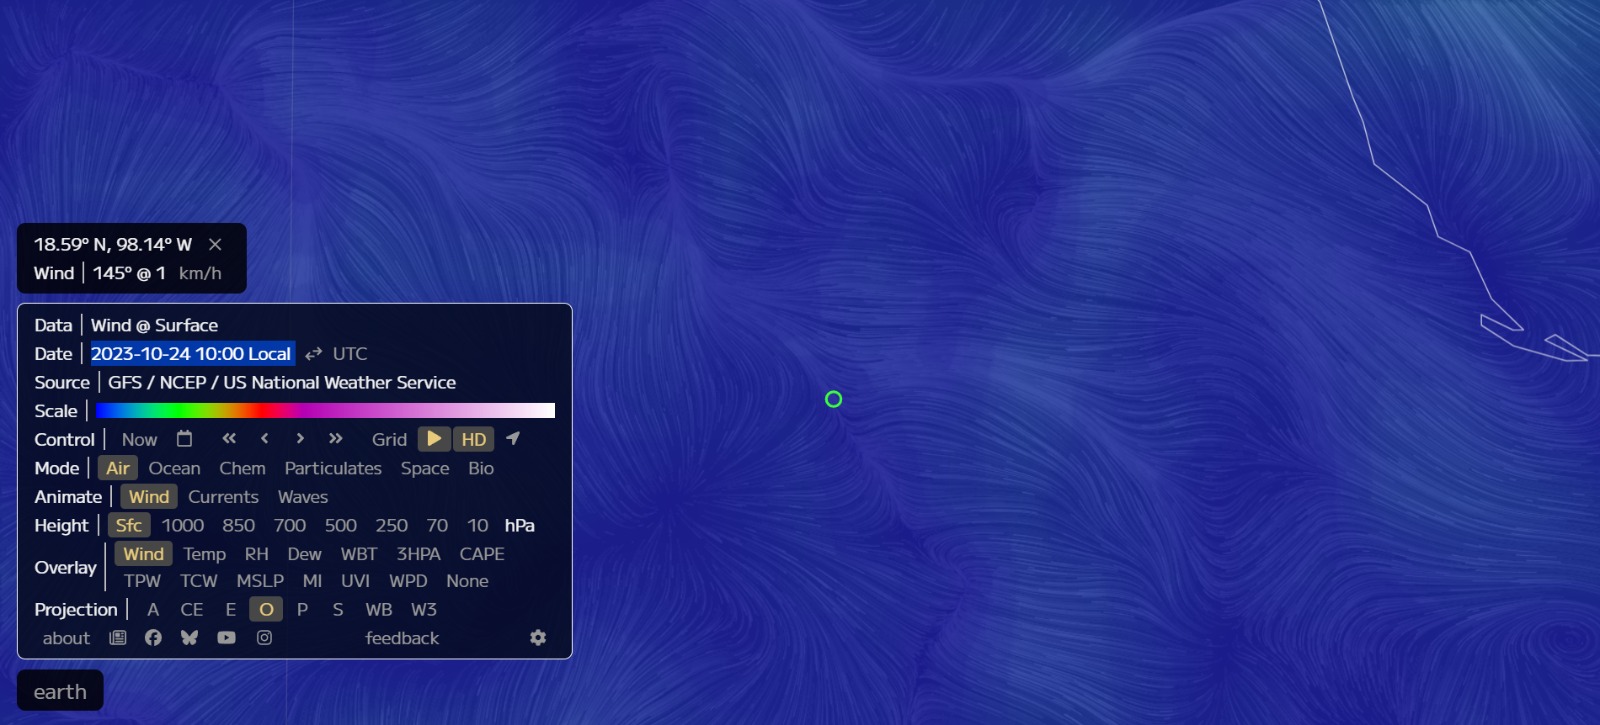 18.59° N, 98.14° W ×
Wind | 145° @ 1 km/h
Data | Wind @ Surface
Date | 2023-10-24 10:00 Local ⇄ UTC
Source | GFS / NCEP / US National Weather Service
Scale |
Control | Now « ‹ › » Grid HD
Mode | Air Ocean Chem Particulates Space Bio
Animate | Wind Currents Waves
Height | Sfc 1000 850 700 500 250 70 10 hPa
Overlay | Wind Temp RH Dew WBT 3HPA CAPE
TPW TCW MSLP MI UVI WPD None
Projection | A CE E O P S WB W3
about feedback
earth